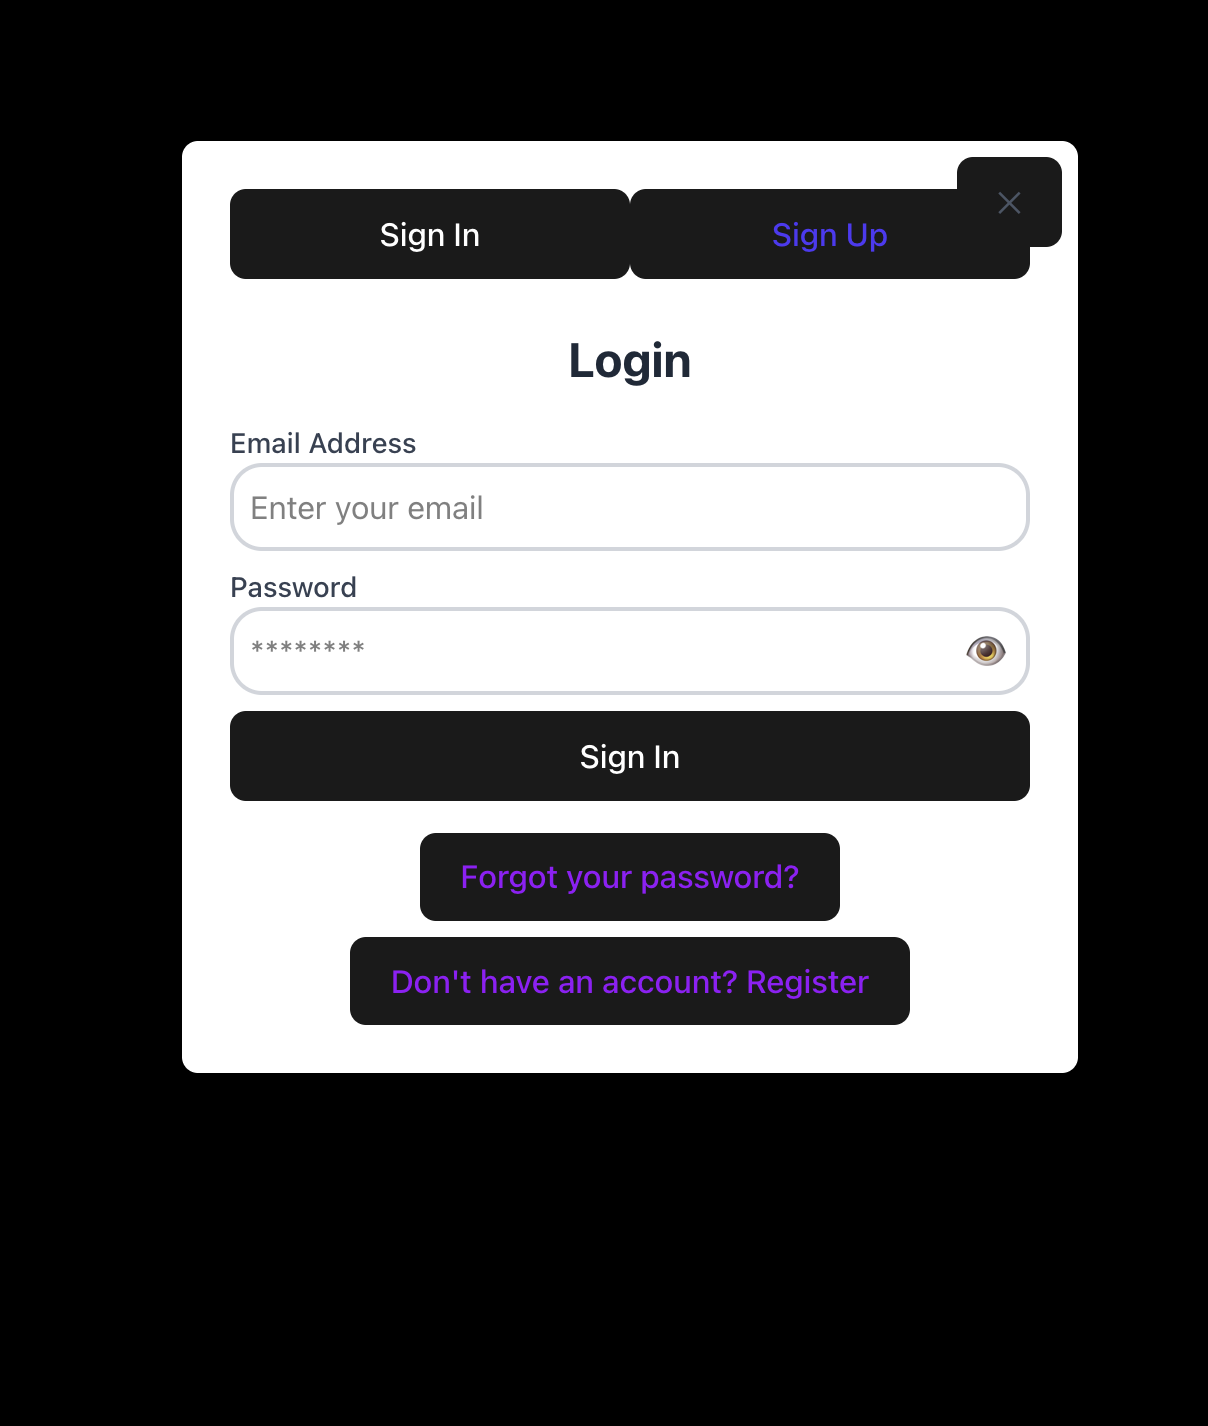 Sign In
Sign Up
Login
Email Address
Enter your email
Password
********
Sign In
Forgot your password?
Don't have an account? Register